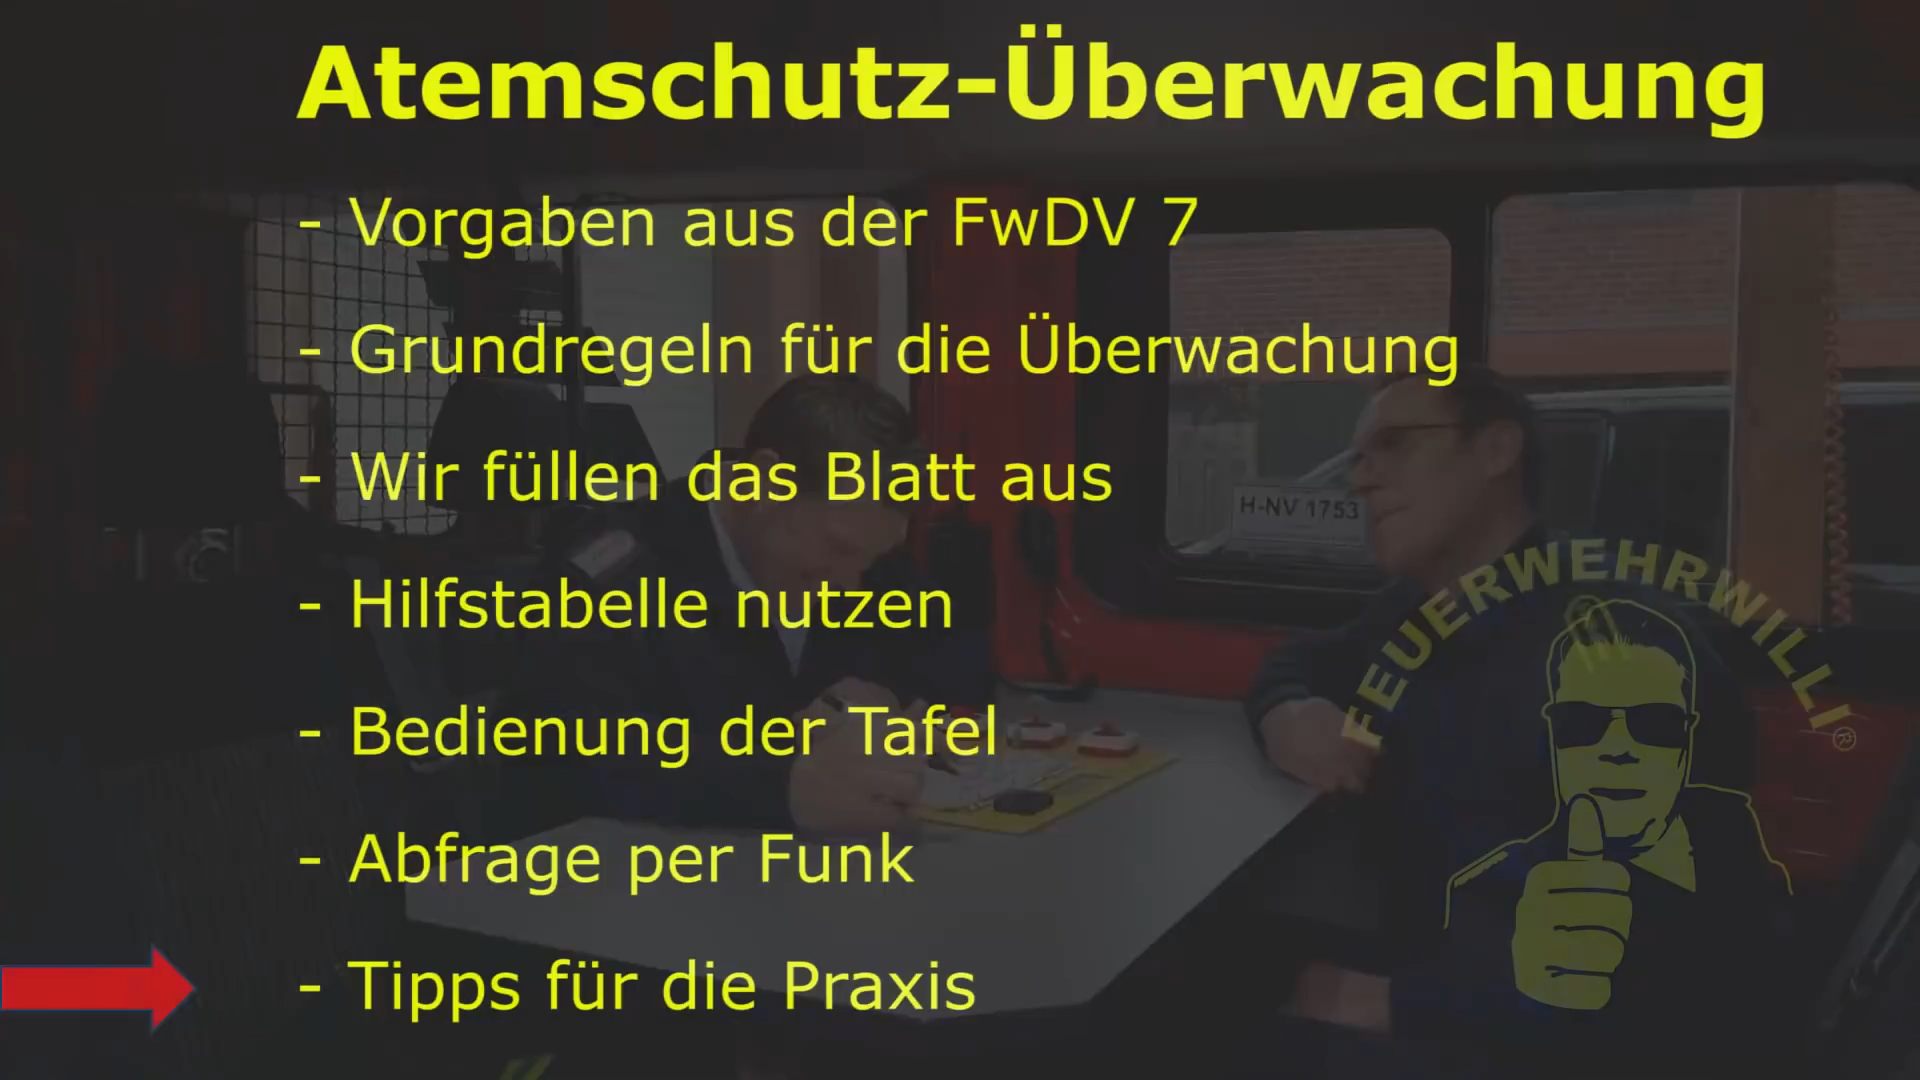 Atemschutz-Überwachung
- Vorgaben aus der FwDV 7
- Grundregeln für die Überwachung
- Wir füllen das Blatt aus
H-NV 1753
- Hilfstabelle nutzen
FEUERWEHRWILLI®
- Bedienung der Tafel
- Abfrage per Funk
- Tipps für die Praxis